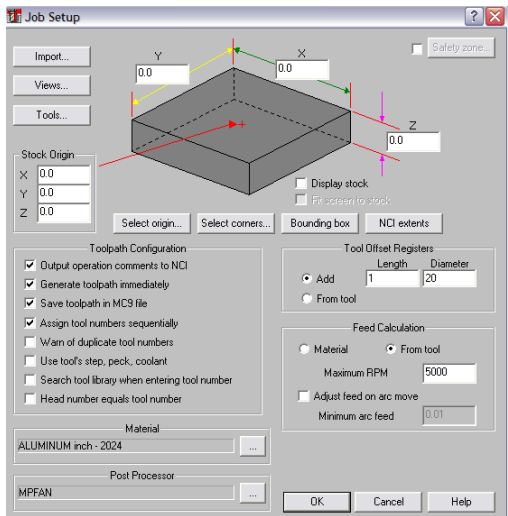 Job Setup
Import...
Views...
Tools...
Y
0.0
X
0.0
Safety zone...
Z
0.0
Stock Origin
X 0.0
Y 0.0
Z 0.0
Display stock
Fit screen to stock
Select origin...
Select corners...
Bounding box
NCI extents
Toolpath Configuration
Output operation comments to NCI
Generate toolpath immediately
Save toolpath in MC9 file
Assign tool numbers sequentially
Warn of duplicate tool numbers
Use tool's step, peck, coolant
Search tool library when entering tool number
Head number equals tool number
Tool Offset Registers
Length Diameter
Add 1 20
From tool
Feed Calculation
Material From tool
Maximum RPM 5000
Adjust feed on arc move
Minimum arc feed 0.01
Material
ALUMINUM inch - 2024 ...
Post Processor
MPFAN ...
OK Cancel Help